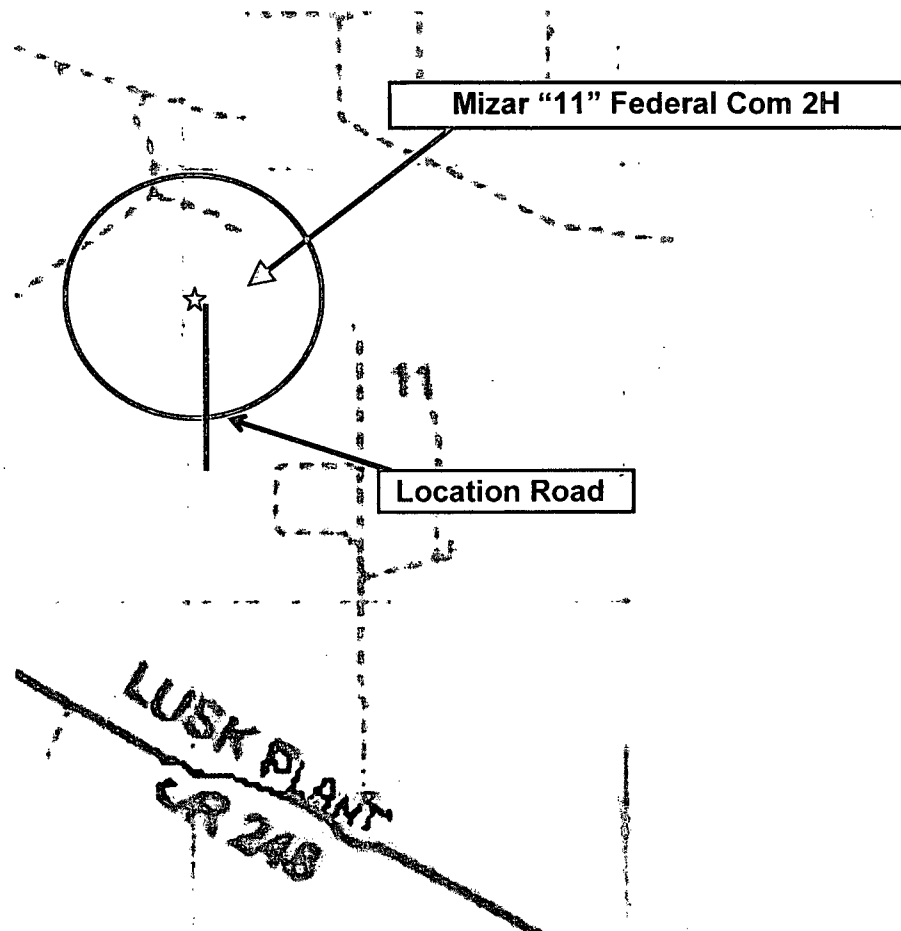 Mizar “11” Federal Com 2H
11
Location Road
LUSK PLANT
CR 248